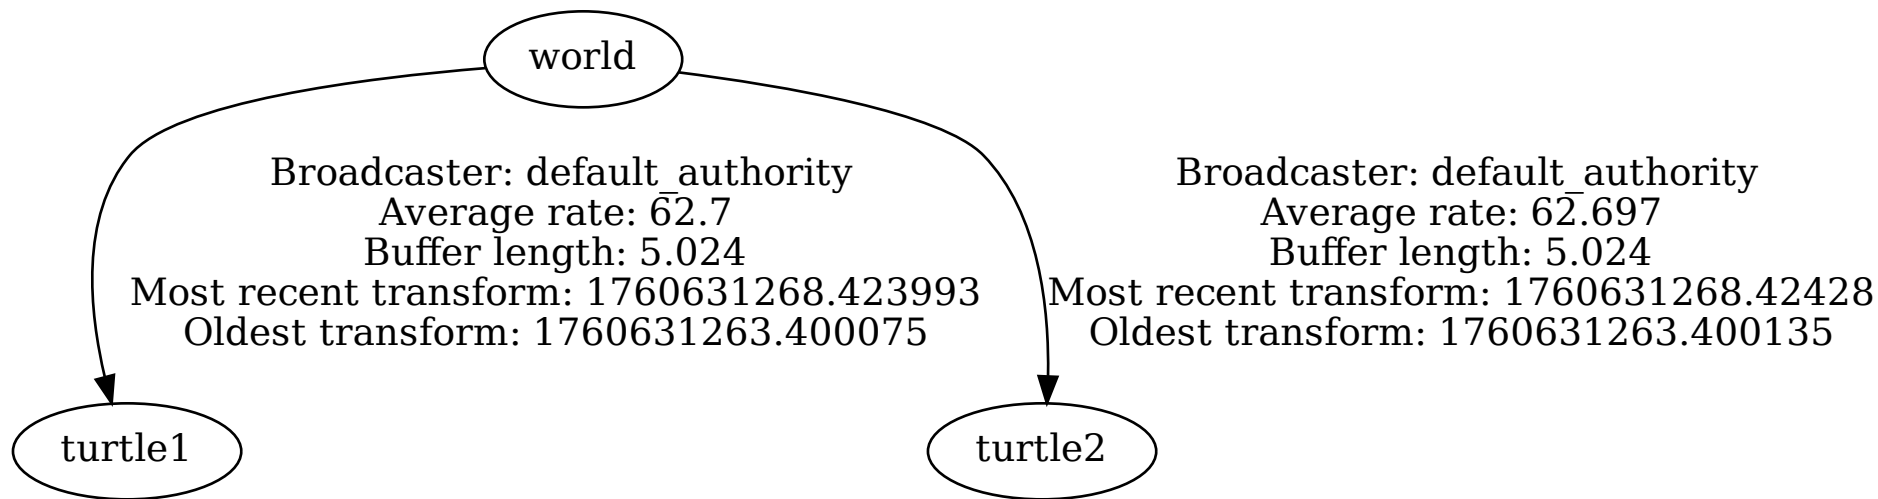 world
Broadcaster: default_authority
Average rate: 62.7
Buffer length: 5.024
Most recent transform: 1760631268.423993
Oldest transform: 1760631263.400075
Broadcaster: default_authority
Average rate: 62.697
Buffer length: 5.024
Most recent transform: 1760631268.42428
Oldest transform: 1760631263.400135
turtle1
turtle2